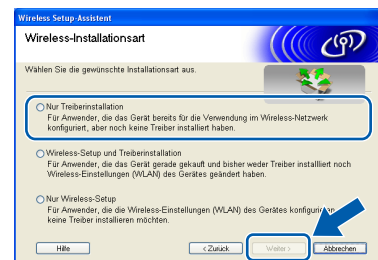 Wireless Setup-Assistent
Wireless-Installationsart
Wählen Sie die gewünschte Installationsart aus.
Nur Treiberinstallation
Für Anwender, die das Gerät bereits für die Verwendung im Wireless-Netzwerk
konfiguriert, aber noch keine Treiber installiert haben.
Wireless-Setup und Treiberinstallation
Für Anwender, die das Gerät gerade gekauft und bisher weder Treiber installiert noch
Wireless-Einstellungen (WLAN) des Gerätes geändert haben.
Nur Wireless-Setup
Für Anwender, die die Wireless-Einstellungen (WLAN) des Gerätes
keine Treiber installieren möchten.
Hilfe
< Zurück
Weiter >
Abbrechen